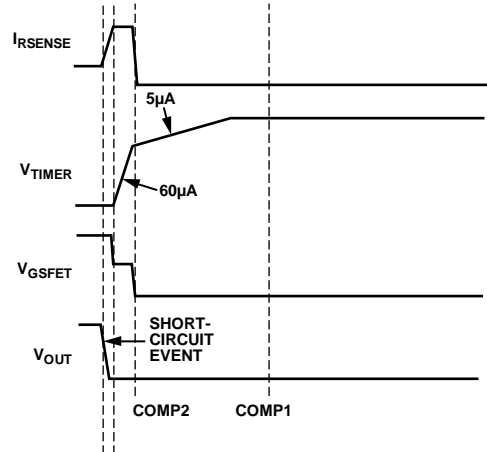 IRSENSE
5µA
VTIMER
60µA
VGSFET
SHORT-
CIRCUIT
EVENT
VOUT
COMP2
COMP1